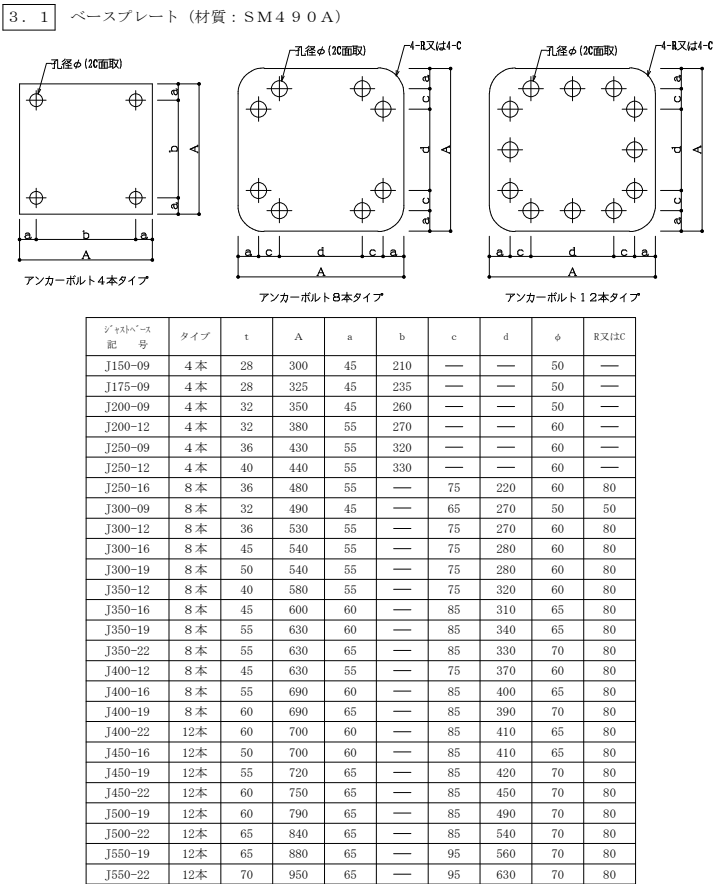 ３．１ ベースプレート（材質：ＳＭ４９０Ａ）
孔径φ(2C面取)
a
b
A
a
a b a
A
アンカーボルト４本タイプ
孔径φ(2C面取)
4-R又は4-C
a
c
d
A
c
a
a c d c a
A
アンカーボルト８本タイプ
孔径φ(2C面取)
4-R又は4-C
a
c
d
A
c
a
a c d c a
A
アンカーボルト１２本タイプ
ｼﾞｬｽﾄﾍﾞｰｽ
記　号 タイプ t A a b c d φ R又はC
J150-09 ４本 28 300 45 210 ― ― 50 ―
J175-09 ４本 28 325 45 235 ― ― 50 ―
J200-09 ４本 32 350 45 260 ― ― 50 ―
J200-12 ４本 32 380 55 270 ― ― 60 ―
J250-09 ４本 36 430 55 320 ― ― 60 ―
J250-12 ４本 40 440 55 330 ― ― 60 ―
J250-16 ８本 36 480 55 ― 75 220 60 80
J300-09 ８本 32 490 45 ― 65 270 50 50
J300-12 ８本 36 530 55 ― 75 270 60 80
J300-16 ８本 45 540 55 ― 75 280 60 80
J300-19 ８本 50 540 55 ― 75 280 60 80
J350-12 ８本 40 580 55 ― 75 320 60 80
J350-16 ８本 45 600 60 ― 85 310 65 80
J350-19 ８本 55 630 60 ― 85 340 65 80
J350-22 ８本 55 630 65 ― 85 330 70 80
J400-12 ８本 45 630 55 ― 75 370 60 80
J400-16 ８本 55 690 60 ― 85 400 65 80
J400-19 ８本 60 690 65 ― 85 390 70 80
J400-22 12本 60 700 60 ― 85 410 65 80
J450-16 12本 50 700 60 ― 85 410 65 80
J450-19 12本 55 720 65 ― 85 420 70 80
J450-22 12本 60 750 65 ― 85 450 70 80
J500-19 12本 60 790 65 ― 85 490 70 80
J500-22 12本 65 840 65 ― 85 540 70 80
J550-19 12本 65 880 65 ― 95 560 70 80
J550-22 12本 70 950 65 ― 95 630 70 80